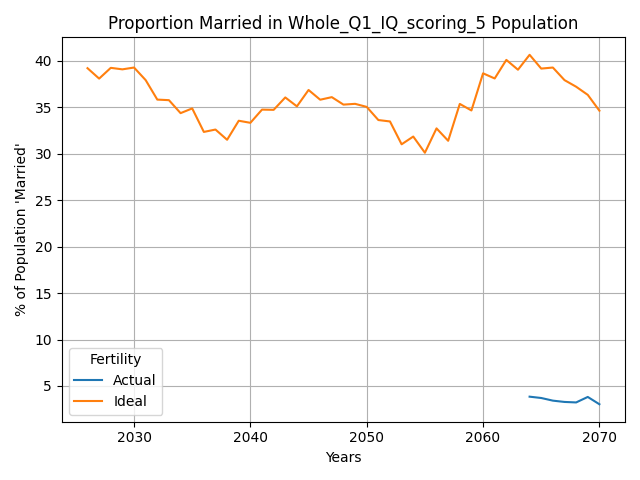 Proportion Married in Whole_Q1_IQ_scoring_5 Population
% of Population 'Married'
40
35
30
25
20
15
10
5
Fertility
Actual
Ideal
2030 2040 2050 2060 2070
Years